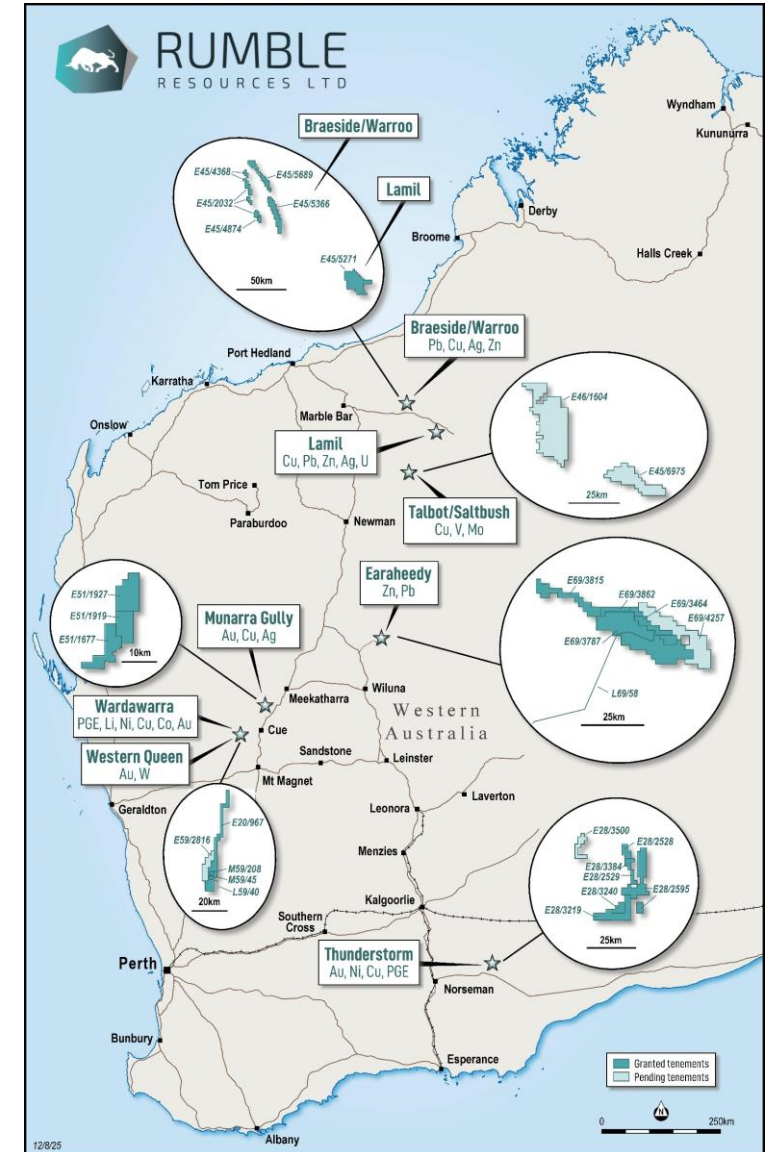 RUMBLE
RESOURCES LTD
Wyndham
Kununurra
Braeside/Warroo
E45/4368
E45/5689
E45/2032
E45/5366
E45/4874
50km
Lamil
E45/5271
Derby
Broome
Halls Creek
Braeside/Warroo
Pb, Cu, Ag, Zn
Port Hedland
Karratha
Marble Bar
Onslow
Lamil
Cu, Pb, Zn, Ag, U
E46/1604
E45/6975
25km
Tom Price
Paraburdoo
Talbot/Saltbush
Cu, V, Mo
Newman
Earaheedy
Zn, Pb
E69/3815
E69/3862
E69/3464
E69/4257
E69/3787
L69/58
25km
E51/1927
E51/1919
E51/1677
10km
Munarra Gully
Au, Cu, Ag
Meekatharra
Wiluna
Wardawarra
PGE, Li, Ni, Cu, Co, Au
Cue
Western
Australia
Western Queen
Au, W
Sandstone
Leinster
Mt Magnet
Geraldton
Leonora
Laverton
E20/967
E59/2816
M59/208
M59/45
L59/40
20km
Menzies
E28/3500
E28/2528
E28/3384
E28/2529
E28/3240
E28/2595
E28/3219
25km
Kalgoorlie
Southern
Cross
Perth
Thunderstorm
Au, Ni, Cu, PGE
Norseman
Bunbury
Esperance
Granted tenements
Pending tenements
N
0 250km
Albany
12/8/25